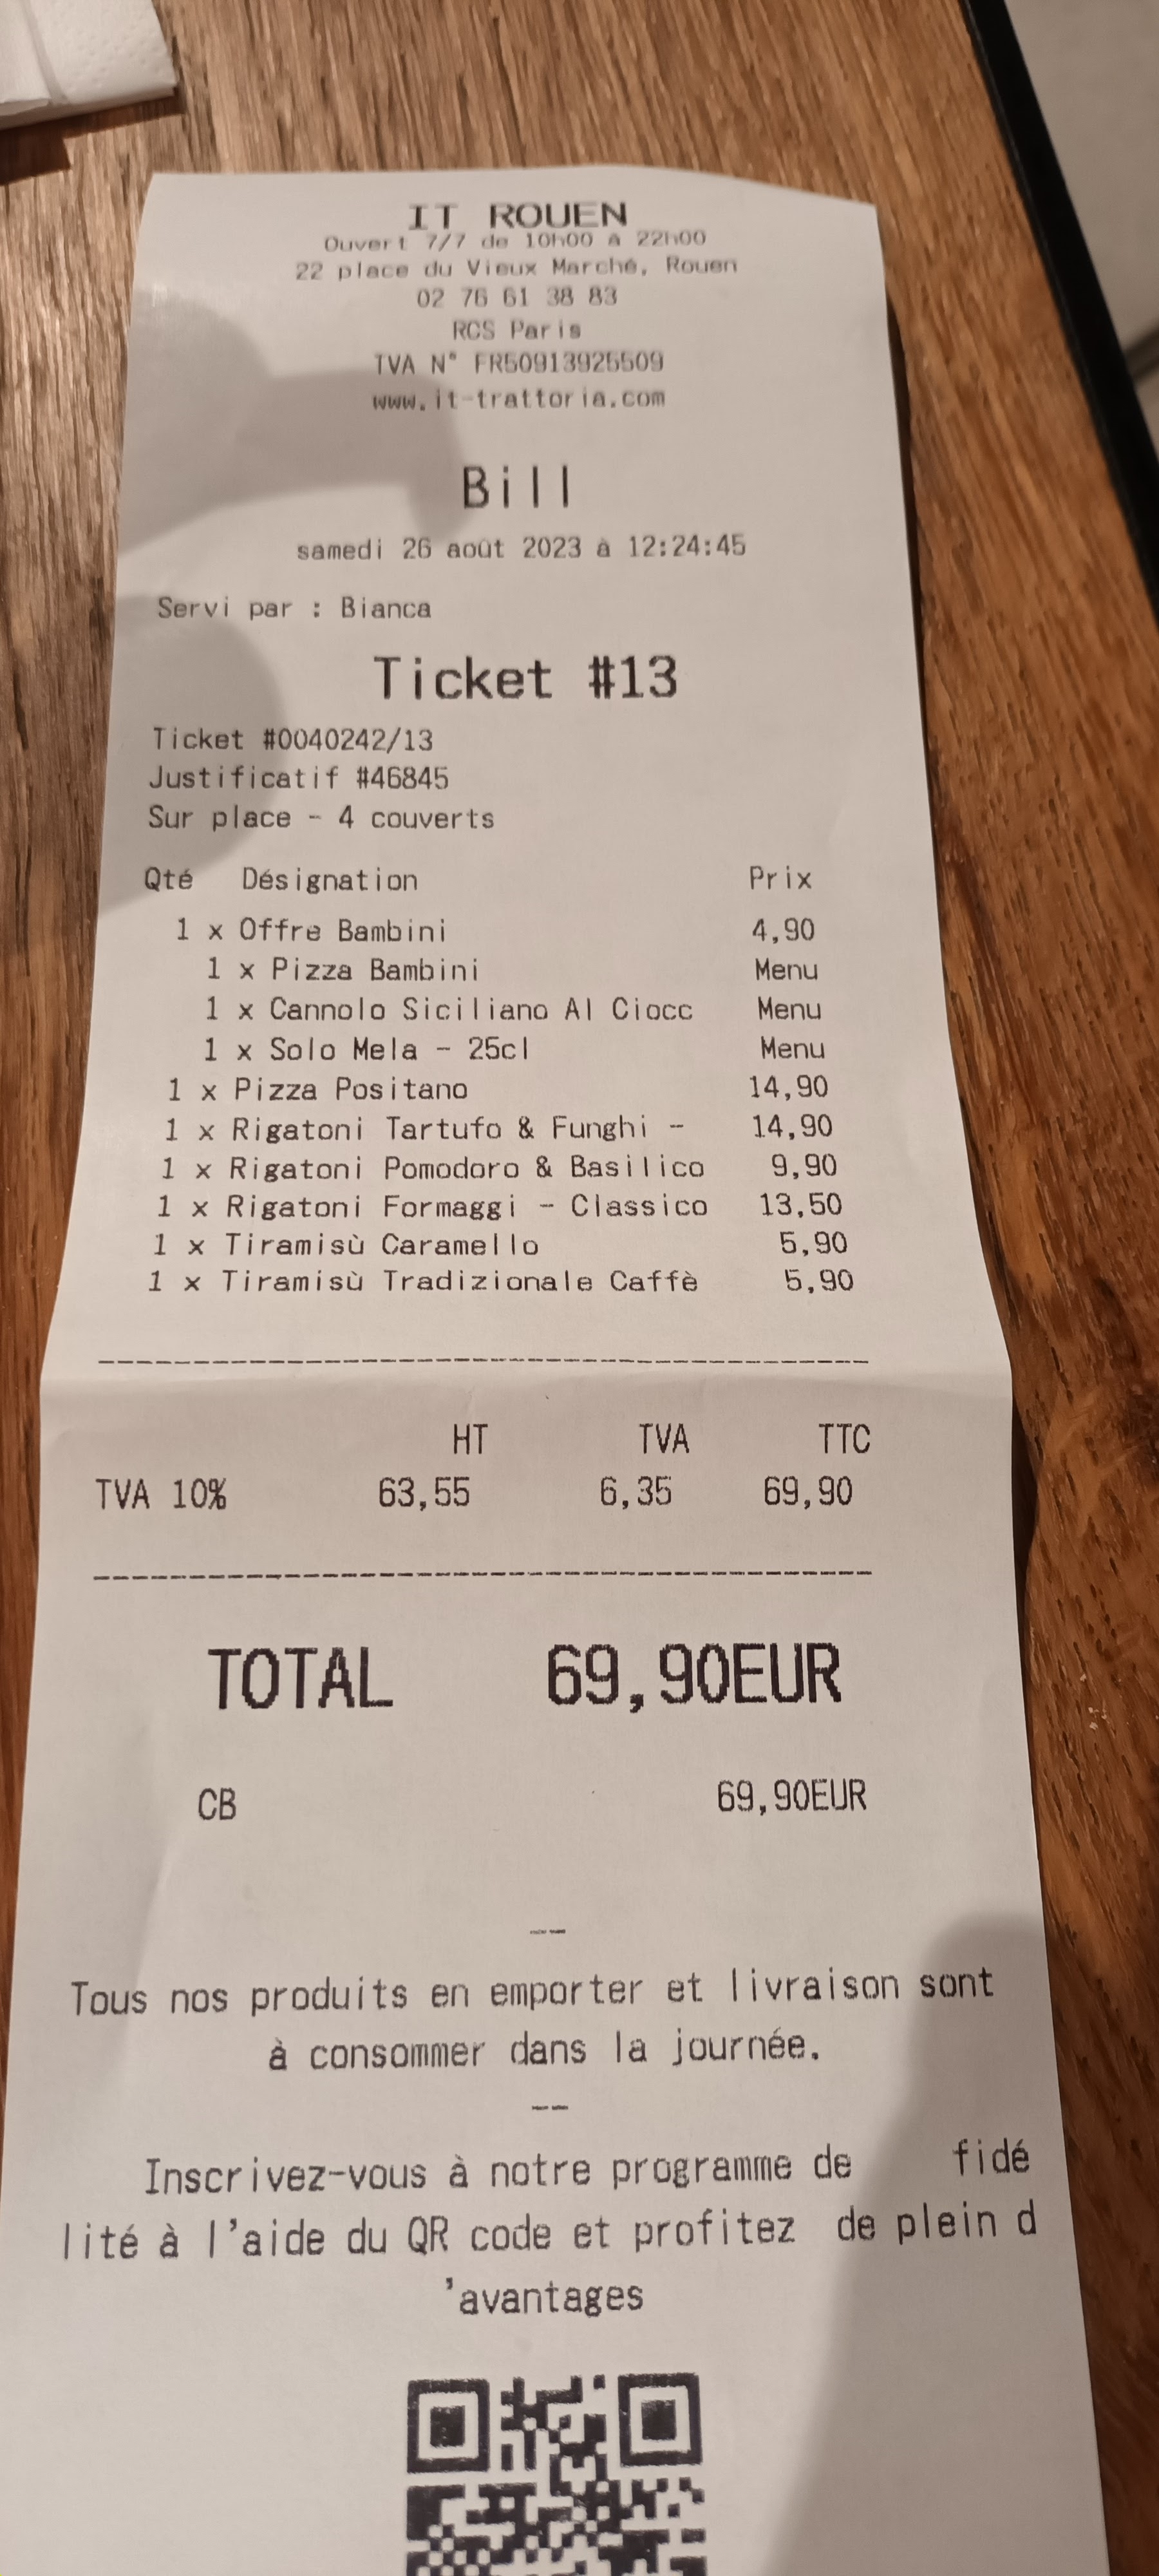 IT ROUEN
Ouvert 7/7 de 10h00 à 22h00
22 place du Vieux Marché, Rouen
02 76 61 38 83
RCS Paris
TVA N° FR50913925509
www.it-trattoria.com
Bill
samedi 26 août 2023 à 12:24:45
Servi par : Bianca
Ticket #13
Ticket #0040242/13
Justificatif #46845
Sur place - 4 couverts
Qté Désignation Prix
1 x Offre Bambini 4,90
1 x Pizza Bambini Menu
1 x Cannolo Siciliano Al Ciocc Menu
1 x Solo Mela - 25cl Menu
1 x Pizza Positano 14,90
1 x Rigatoni Tartufo & Funghi - 14,90
1 x Rigatoni Pomodoro & Basilico 9,90
1 x Rigatoni Formaggi - Classico 13,50
1 x Tiramisù Caramello 5,90
1 x Tiramisù Tradizionale Caffè 5,90
HT TVA TTC
TVA 10% 63,55 6,35 69,90
TOTAL 69,90EUR
CB 69,90EUR
--
Tous nos produits en emporter et livraison sont
à consommer dans la journée.
--
Inscrivez-vous à notre programme de fidé
lité à l'aide du QR code et profitez de plein d
'avantages